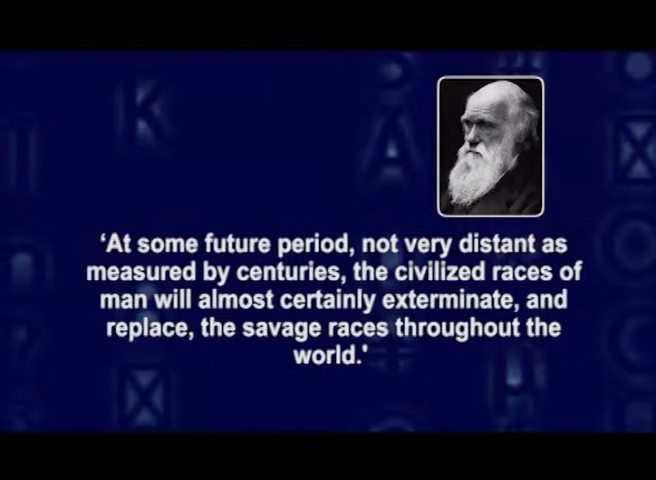 ‘At some future period, not very distant as
measured by centuries, the civilized races of
man will almost certainly exterminate, and
replace, the savage races throughout the
world.'